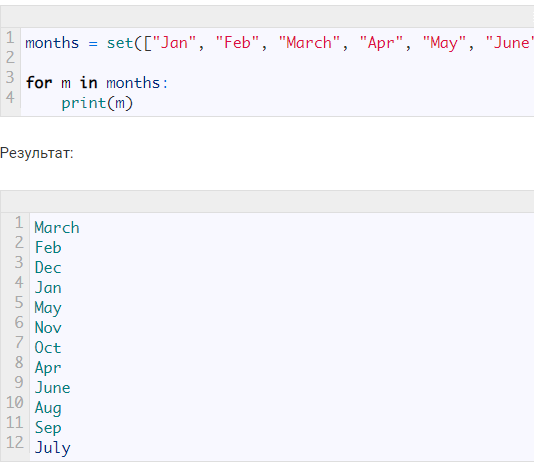 1 months = set(["Jan", "Feb", "March", "Apr", "May", "June"
2
3 for m in months:
4 print(m)
Результат:
1 March
2 Feb
3 Dec
4 Jan
5 May
6 Nov
7 Oct
8 Apr
9 June
10 Aug
11 Sep
12 July